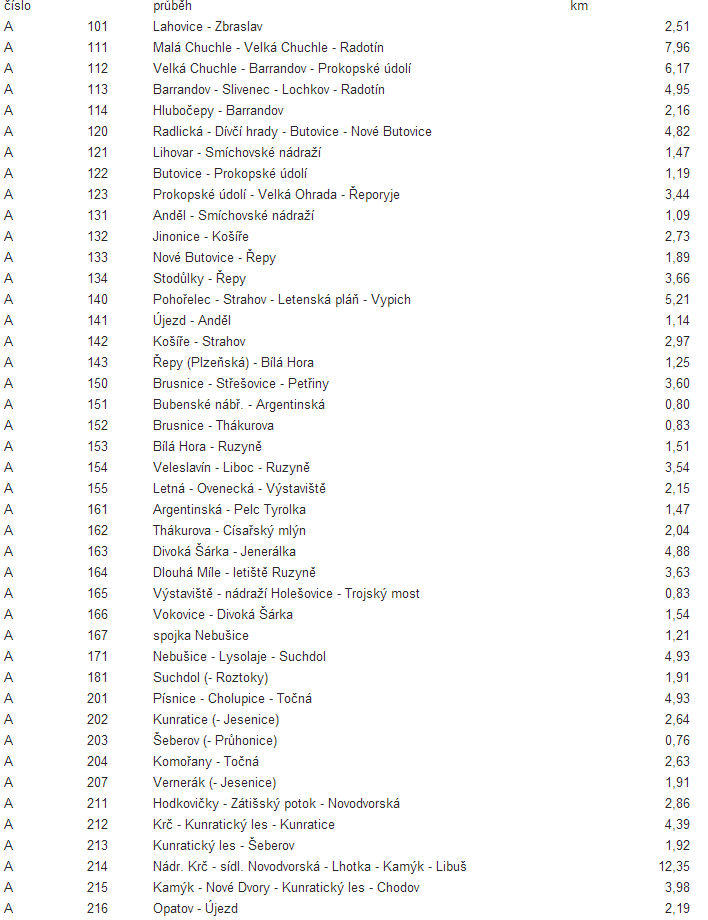 číslo průběh km
A 101 Lahovice - Zbraslav 2,51
A 111 Malá Chuchle - Velká Chuchle - Radotín 7,96
A 112 Velká Chuchle - Barrandov - Prokopské údolí 6,17
A 113 Barrandov - Slivenec - Lochkov - Radotín 4,95
A 114 Hlubočepy - Barrandov 2,16
A 120 Radlická - Dívčí hrady - Butovice - Nové Butovice 4,82
A 121 Lihovar - Smíchovské nádraží 1,47
A 122 Butovice - Prokopské údolí 1,19
A 123 Prokopské údolí - Velká Ohrada - Řeporyje 3,44
A 131 Anděl - Smíchovské nádraží 1,09
A 132 Jinonice - Košíře 2,73
A 133 Nové Butovice - Řepy 1,89
A 134 Stodůlky - Řepy 3,66
A 140 Pohořelec - Strahov - Letenská pláň - Vypich 5,21
A 141 Újezd - Anděl 1,14
A 142 Košíře - Strahov 2,97
A 143 Řepy (Plzeňská) - Bílá Hora 1,25
A 150 Brusnice - Střešovice - Petřiny 3,60
A 151 Bubenské nábř. - Argentinská 0,80
A 152 Brusnice - Thákurova 0,83
A 153 Bílá Hora - Ruzyně 1,51
A 154 Veleslavín - Liboc - Ruzyně 3,54
A 155 Letná - Ovenecká - Výstaviště 2,15
A 161 Argentinská - Pelc Tyrolka 1,47
A 162 Thákurova - Císařský mlýn 2,04
A 163 Divoká Šárka - Jenerálka 4,88
A 164 Dlouhá Míle - letiště Ruzyně 3,63
A 165 Výstaviště - nádraží Holešovice - Trojský most 0,83
A 166 Vokovice - Divoká Šárka 1,54
A 167 spojka Nebušice 1,21
A 171 Nebušice - Lysolaje - Suchdol 4,93
A 181 Suchdol (- Roztoky) 1,91
A 201 Písnice - Cholupice - Točná 4,93
A 202 Kunratice (- Jesenice) 2,64
A 203 Šeberov (- Průhonice) 0,76
A 204 Komořany - Točná 2,63
A 207 Vernerák (- Jesenice) 1,91
A 211 Hodkovičky - Zátišský potok - Novodvorská 2,86
A 212 Krč - Kunratický les - Kunratice 4,39
A 213 Kunratický les - Šeberov 1,92
A 214 Nádr. Krč - sídl. Novodvorská - Lhotka - Kamýk - Libuš 12,35
A 215 Kamýk - Nové Dvory - Kunratický les - Chodov 3,98
A 216 Opatov - Újezd 2,19